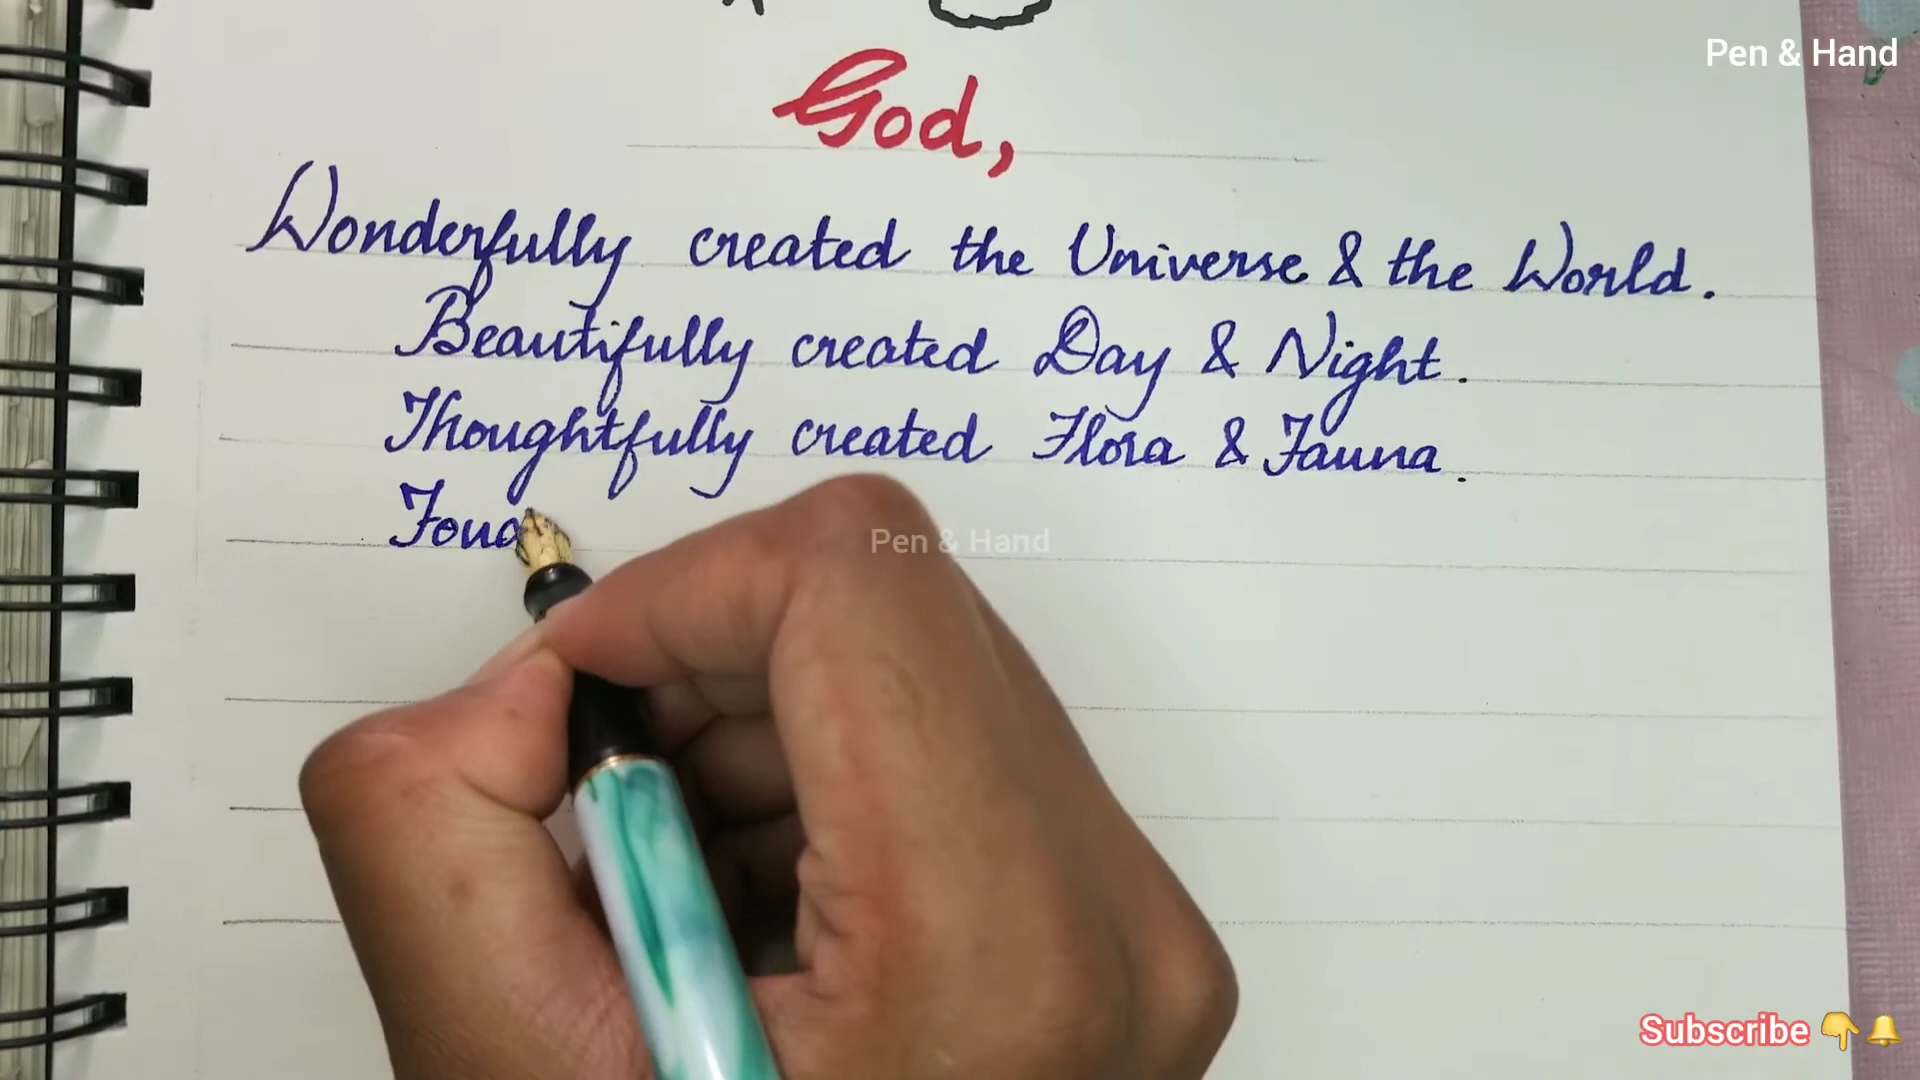 Pen & Hand
God,
Wonderfully created the Universe & the World.
Beautifully created Day & Night.
Thoughtfully created Flora & Fauna.
Pen & Hand
Subscribe